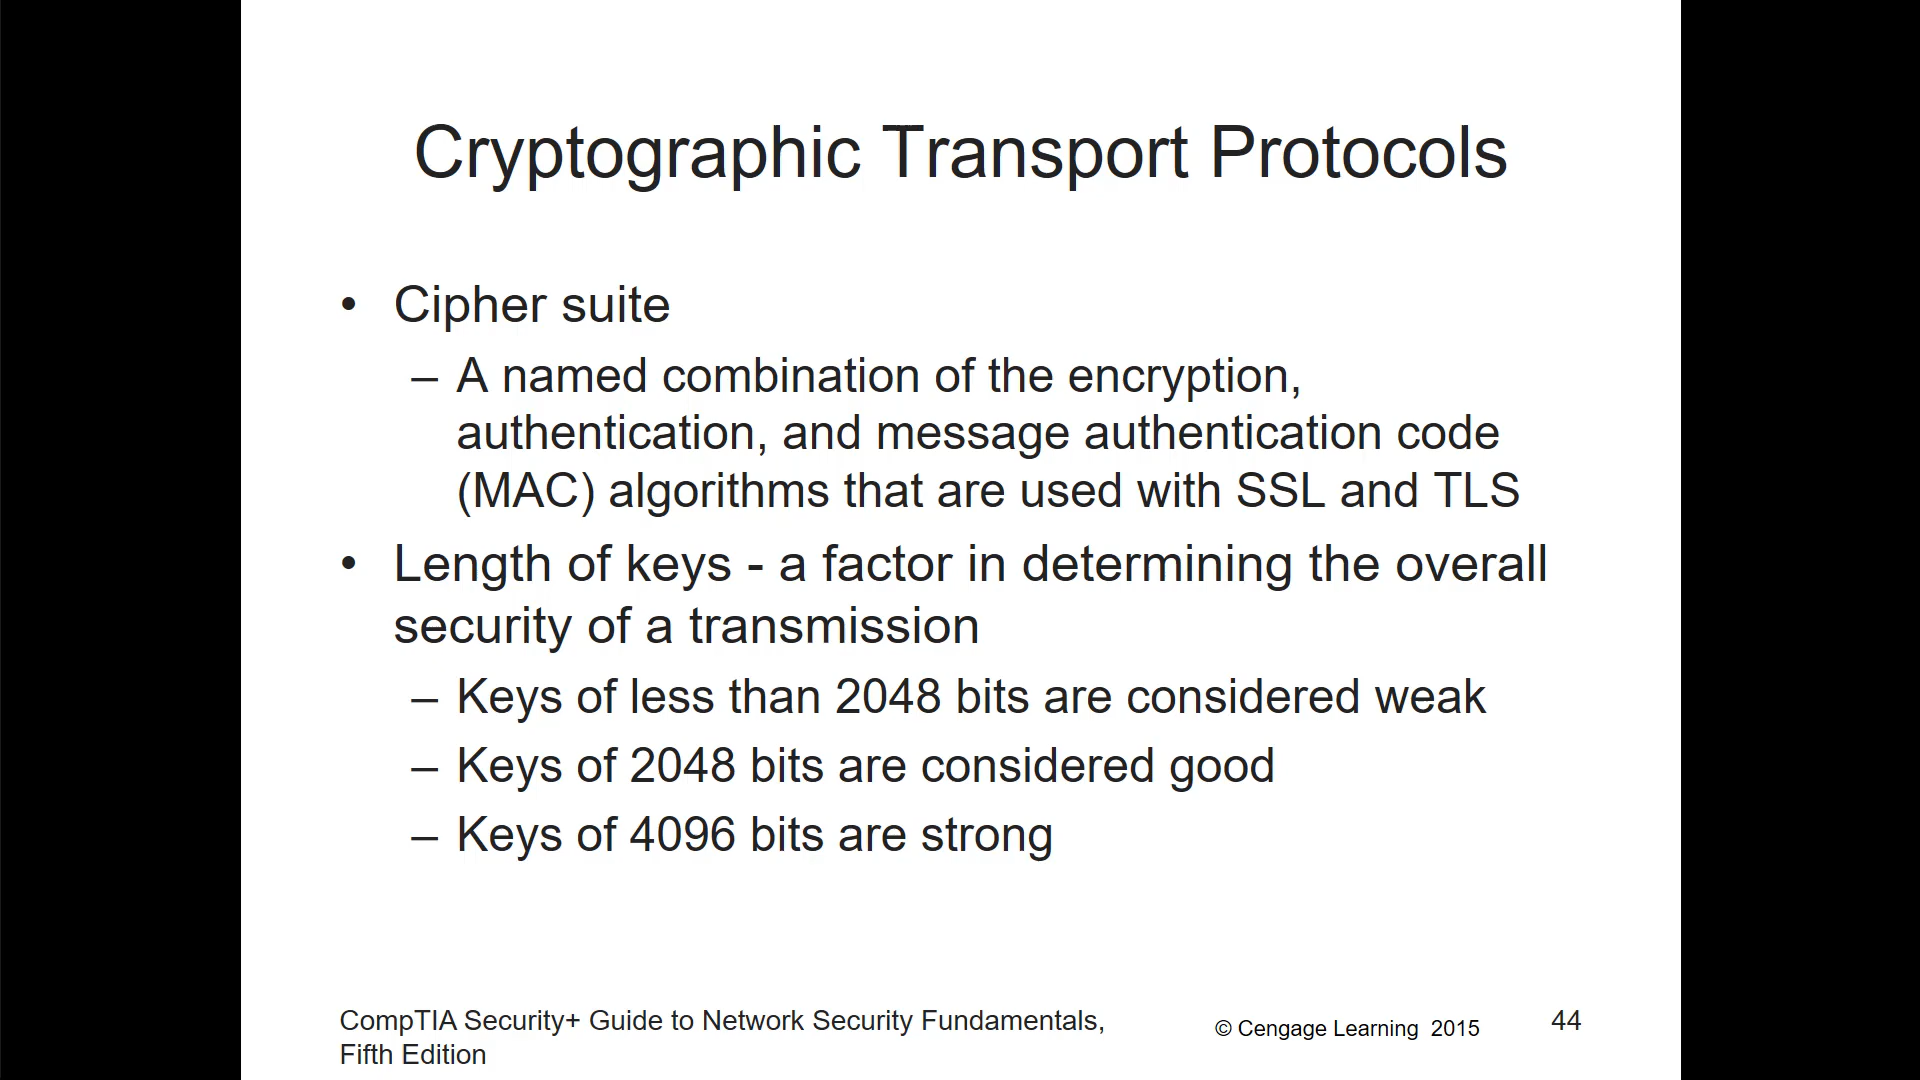 Cryptographic Transport Protocols
• Cipher suite
– A named combination of the encryption,
authentication, and message authentication code
(MAC) algorithms that are used with SSL and TLS
• Length of keys - a factor in determining the overall
security of a transmission
– Keys of less than 2048 bits are considered weak
– Keys of 2048 bits are considered good
– Keys of 4096 bits are strong
CompTIA Security+ Guide to Network Security Fundamentals,
Fifth Edition
© Cengage Learning 2015
44